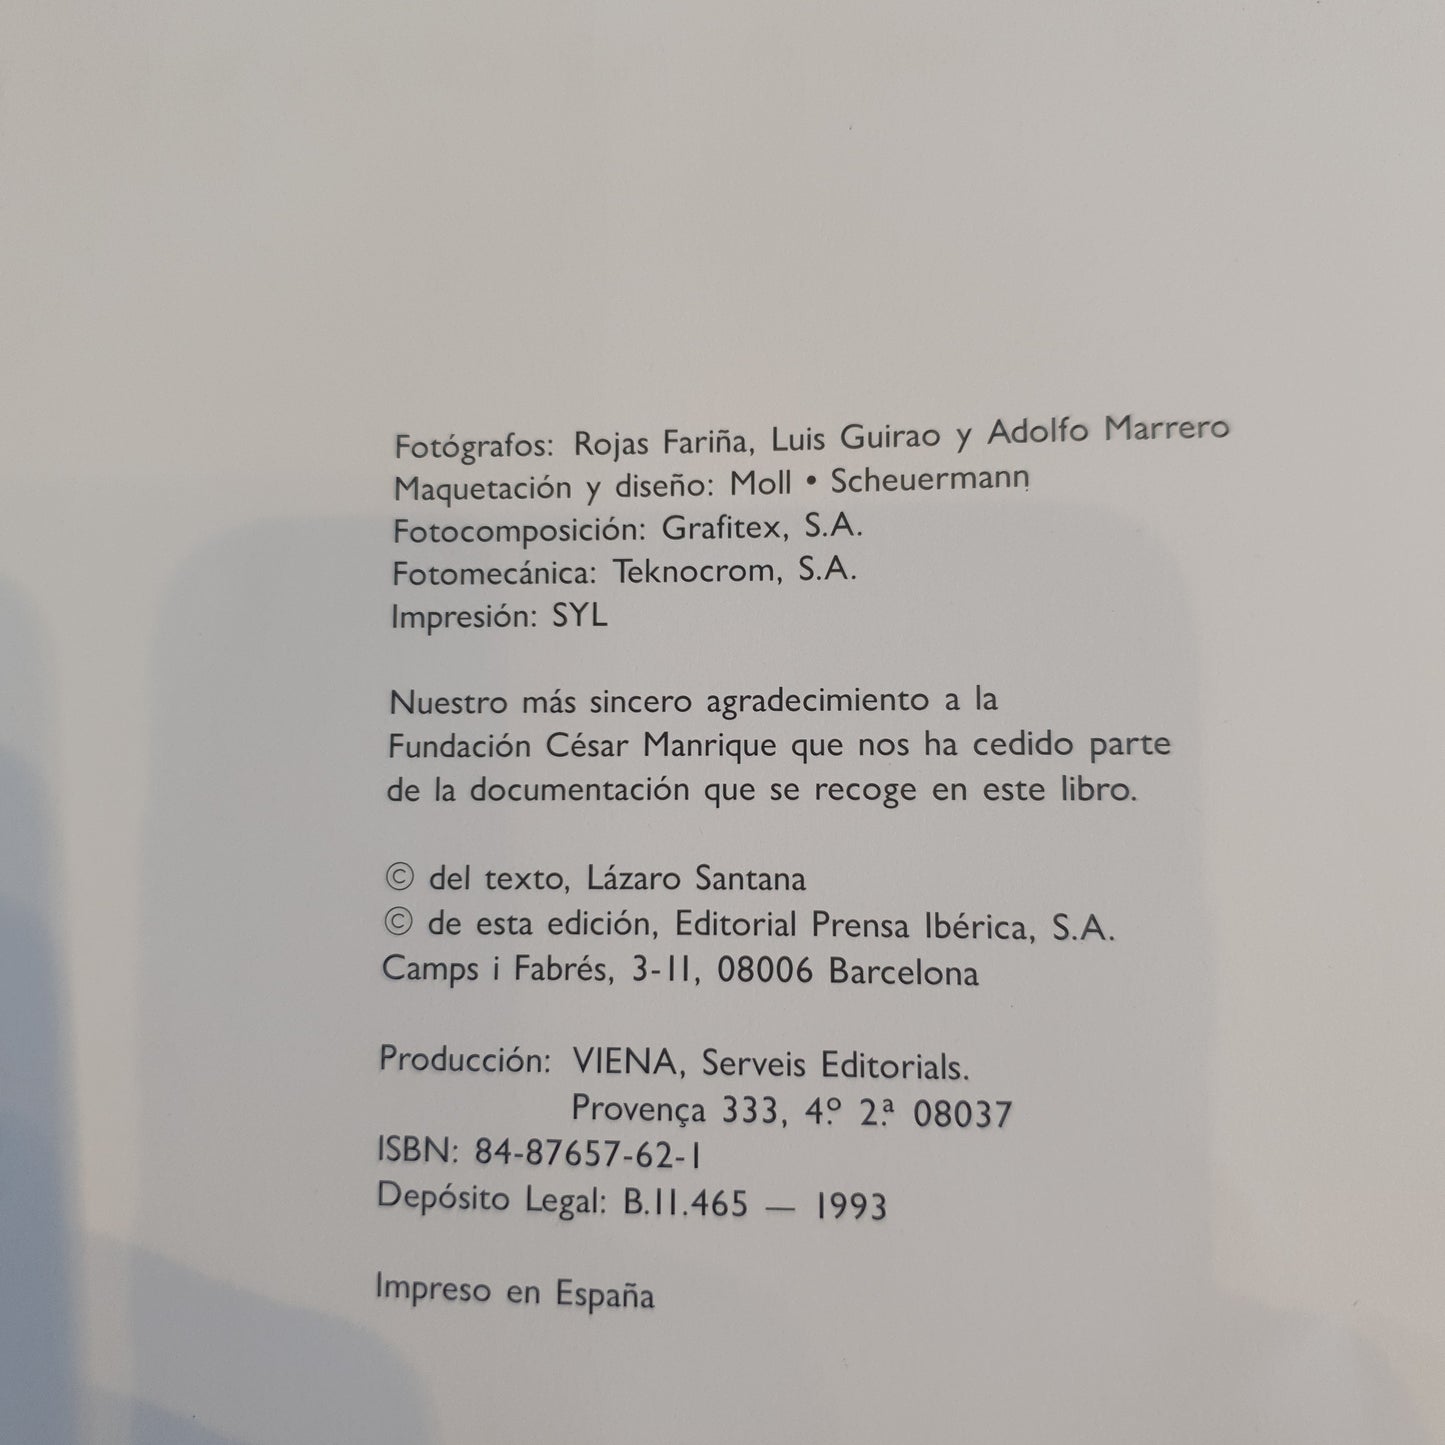 Fotógrafos: Rojas Fariña, Luis Guirao y Adolfo Marrero
Maquetación y diseño: Moll • Scheuermann
Fotocomposición: Grafitex, S.A.
Fotomecánica: Teknocrom, S.A.
Impresión: SYL
Nuestro más sincero agradecimiento a la
Fundación César Manrique que nos ha cedido parte
de la documentación que se recoge en este libro.
© del texto, Lázaro Santana
© de esta edición, Editorial Prensa Ibérica, S.A.
Camps i Fabrés, 3-11, 08006 Barcelona
Producción: VIENA, Serveis Editorials.
Provença 333, 4.º 2.ª 08037
ISBN: 84-87657-62-1
Depósito Legal: B.11.465 — 1993
Impreso en España